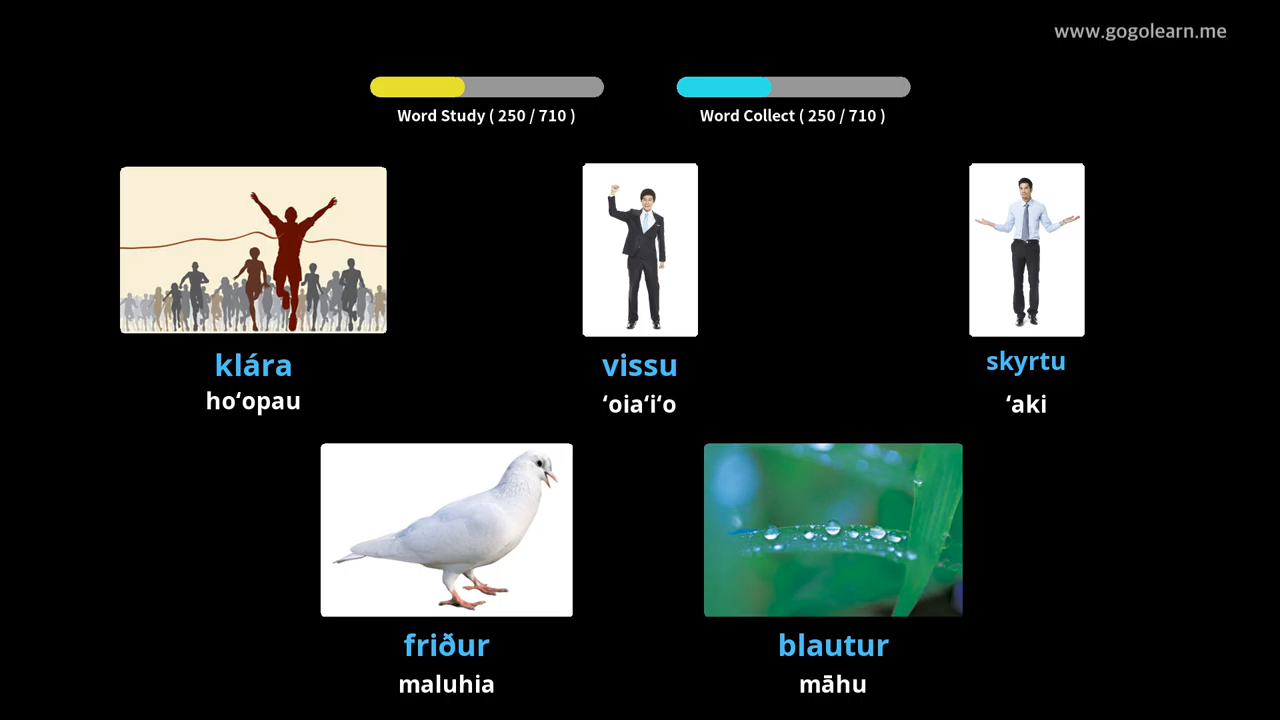 www.gogolearn.me
Word Study ( 250 / 710 )
Word Collect ( 250 / 710 )
klára
hoʻopau
vissu
ʻoiaʻiʻo
skyrtu
ʻaki
friður
maluhia
blautur
māhu